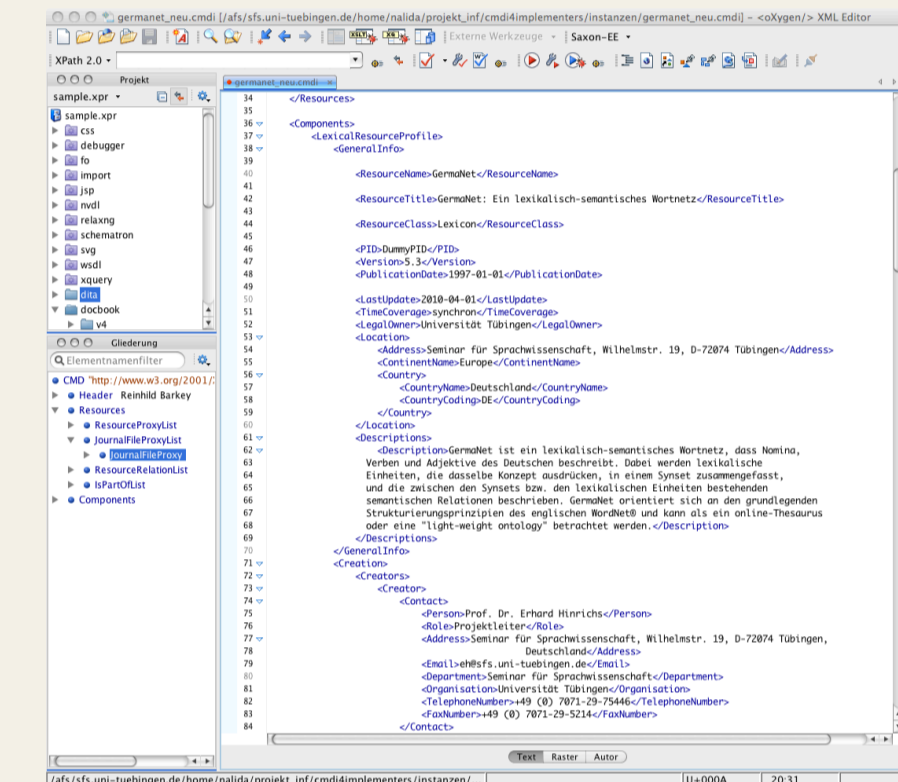 germanet_neu.cmdi [/afs/sfs.uni-tuebingen.de/home/nalida/projekt_inf/cmdi4implementers/instanzen/germanet_neu.cmdi] - <oXygen/> XML Editor
Externe Werkzeuge
Saxon-EE
XPath 2.0
Projekt
sample.xpr
sample.xpr
css
debugger
fo
import
jsp
nvdl
relaxng
schematron
svg
wsdl
xquery
dita
docbook
v4
Gliederung
Elementnamenfilter
CMD "http://www.w3.org/2001/
Header Reinhild Barkey
Resources
ResourceProxyList
JournalFileProxyList
JournalFileProxy
ResourceRelationList
IsPartOfList
Components
germanet_neu.cmdi
34 </Resources>
35
36 <Components>
37 <LexicalResourceProfile>
38 <GeneralInfo>
39
40 <ResourceName>GermaNet</ResourceName>
41
42 <ResourceTitle>GermaNet: Ein lexikalisch-semantisches Wortnetz</ResourceTitle>
43
44 <ResourceClass>Lexicon</ResourceClass>
45
46 <PID>DummyPID</PID>
47 <Version>5.3</Version>
48 <PublicationDate>1997-01-01</PublicationDate>
49
50 <LastUpdate>2010-04-01</LastUpdate>
51 <TimeCoverage>synchron</TimeCoverage>
52 <LegalOwner>Universität Tübingen</LegalOwner>
53 <Location>
54 <Address>Seminar für Sprachwissenschaft, Wilhelmstr. 19, D-72074 Tübingen</Address>
55 <ContinentName>Europe</ContinentName>
56 <Country>
57 <CountryName>Deutschland</CountryName>
58 <CountryCoding>DE</CountryCoding>
59 </Country>
60 </Location>
61 <Descriptions>
62 <Description>GermaNet ist ein lexikalisch-semantisches Wortnetz, dass Nomina,
63 Verben und Adjektive des Deutschen beschreibt. Dabei werden lexikalische
64 Einheiten, die dasselbe Konzept ausdrücken, in einem Synset zusammengefasst,
65 und die zwischen den Synsets bzw. den lexikalischen Einheiten bestehenden
66 semantischen Relationen beschrieben. GermaNet orientiert sich an den grundlegenden
67 Strukturierungsprinzipien des englischen WordNet® und kann als ein online-Thesaurus
68 oder eine "light-weight ontology" betrachtet werden.</Description>
69 </Descriptions>
70 </GeneralInfo>
71 <Creation>
72 <Creators>
73 <Creator>
74 <Contact>
75 <Person>Prof. Dr. Erhard Hinrichs</Person>
76 <Role>Projektleiter</Role>
77 <Address>Seminar für Sprachwissenschaft, Wilhelmstr. 19, D-72074 Tübingen,
78 Deutschland</Address>
79 <Email>eh@sfs.uni-tuebingen.de</Email>
80 <Department>Seminar für Sprachwissenschaft</Department>
81 <Organisation>Universität Tübingen</Organisation>
82 <TelephoneNumber>+49 (0) 7071-29-75446</TelephoneNumber>
83 <FaxNumber>+49 (0) 7071-29-5214</FaxNumber>
84 </Contact>
Text Raster Autor
/afs/sfs.uni-tuebingen.de/home/nalida/projekt_inf/cmdi4implementers/instanzen/
U+000A 20:31